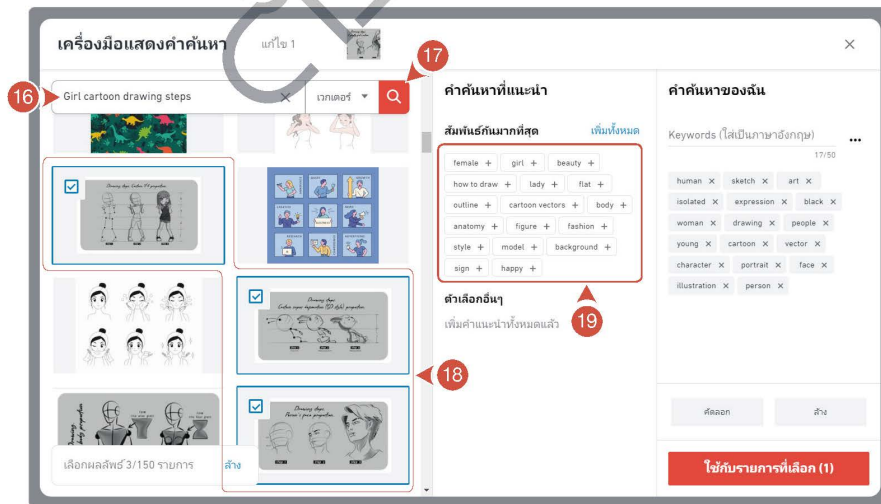 เครื่องมือแสดงคำค้นหา
แก้ไข 1
×
17
16
Girl cartoon drawing steps
×
เวกเตอร์
เลือกผลลัพธ์ 3/150 รายการ
ล้าง
18
คำค้นหาที่แนะนำ
สัมพันธ์กันมากที่สุด
เพิ่มทั้งหมด
female + girl + beauty +
how to draw + lady + flat +
outline + cartoon vectors + body +
anatomy + figure + fashion +
style + model + background +
sign + happy +
ตัวเลือกอื่นๆ
เพิ่มคำแนะนำทั้งหมดแล้ว
19
คำค้นหาของฉัน
Keywords (ใส่เป็นภาษาอังกฤษ)
17/50
human × sketch × art ×
isolated × expression × black ×
woman × drawing × people ×
young × cartoon × vector ×
character × portrait × face ×
illustration × person ×
คัดลอก
ล้าง
ใช้กับรายการที่เลือก (1)